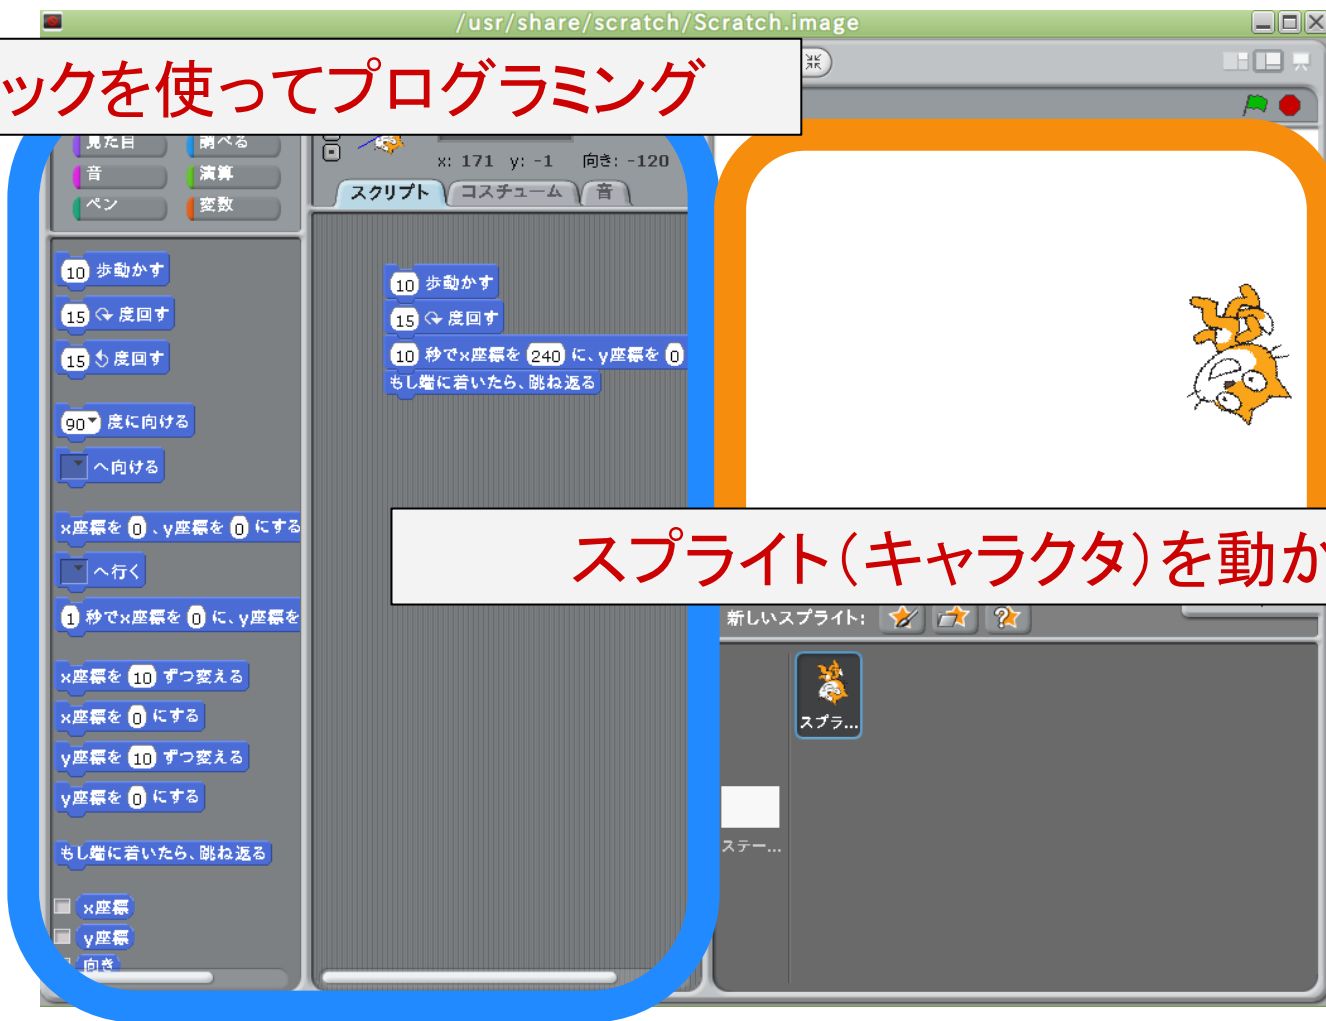 /usr/share/scratch/Scratch.image
ックを使ってプログラミング
見た目
調べる
音
演算
ペン
変数
x: 171 y: -1 向き: -120
スクリプト
コスチューム
音
10 歩動かす
15 度回す
15 度回す
90 度に向ける
へ向ける
x座標を 0 、y座標を 0 にする
へ行く
1 秒でx座標を 0 に、y座標を
x座標を 10 ずつ変える
x座標を 0 にする
y座標を 10 ずつ変える
y座標を 0 にする
もし端に着いたら、跳ね返る
x座標
y座標
向き
10 歩動かす
15 度回す
10 秒でx座標を 240 に、y座標を 0
もし端に着いたら、跳ね返る
スプライト（キャラクタ）を動か
新しいスプライト:
スプラ...
ステー...